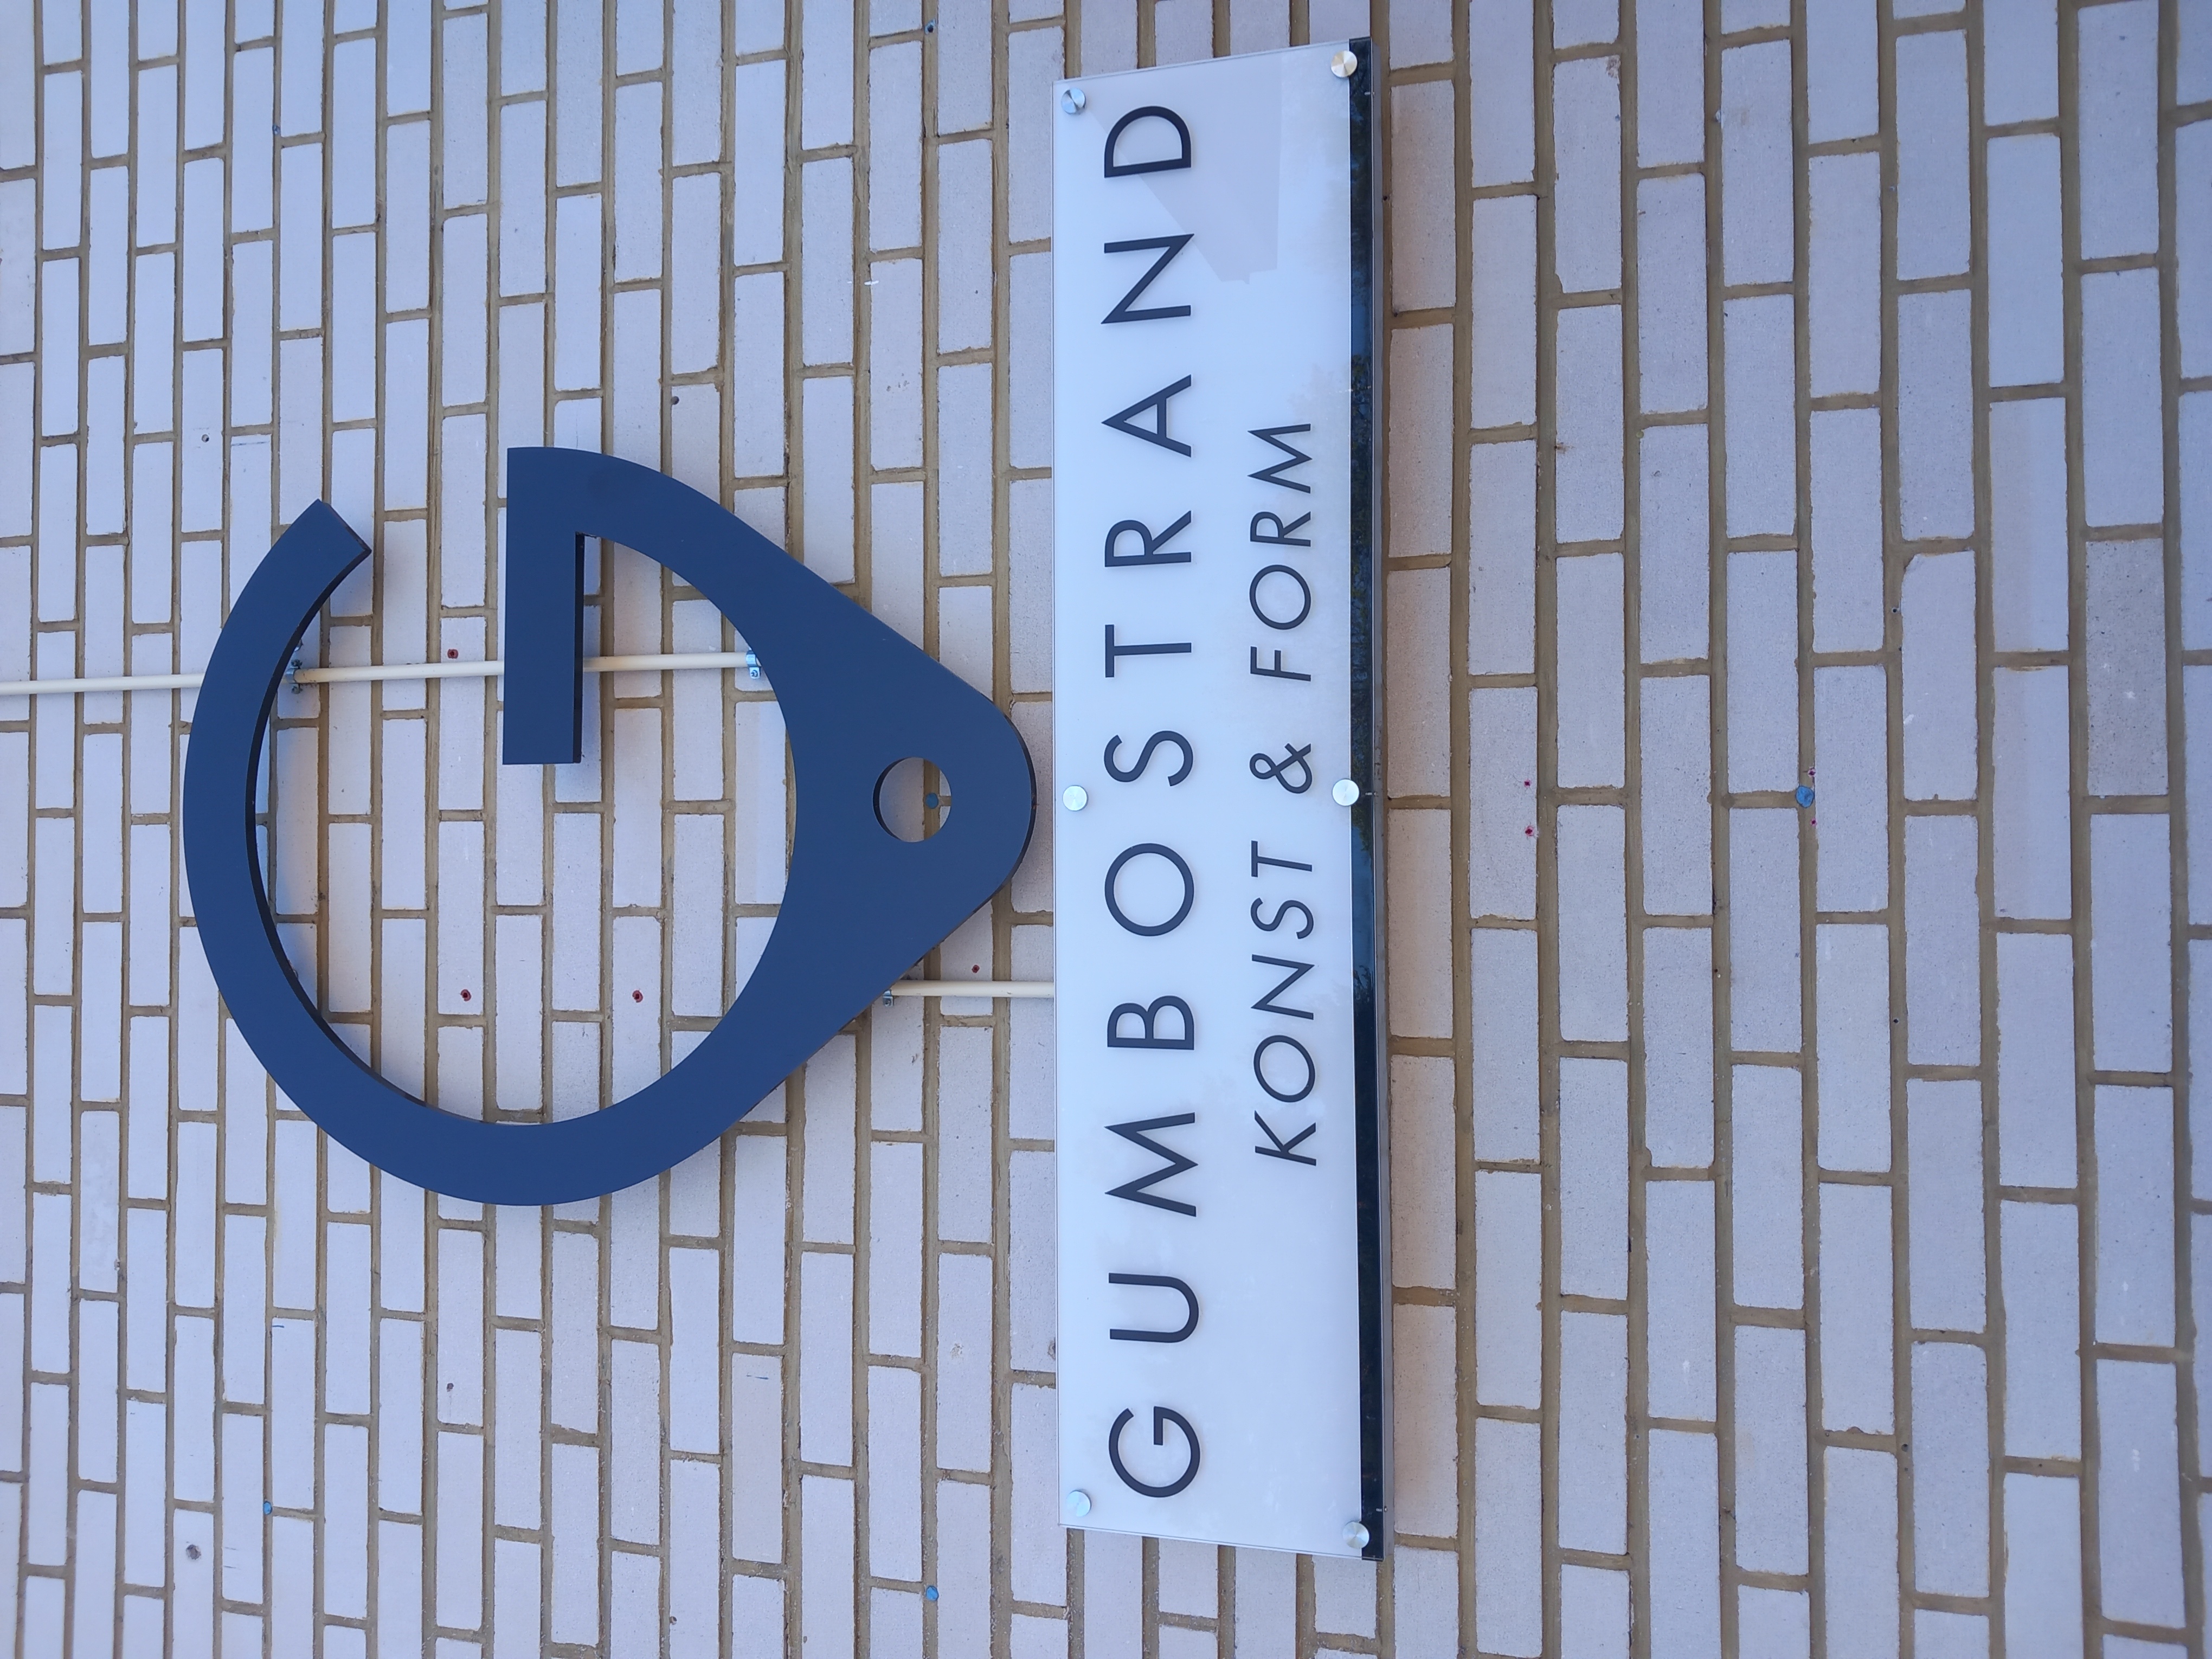 G
GUMBOSTRAND
KONST & FORM